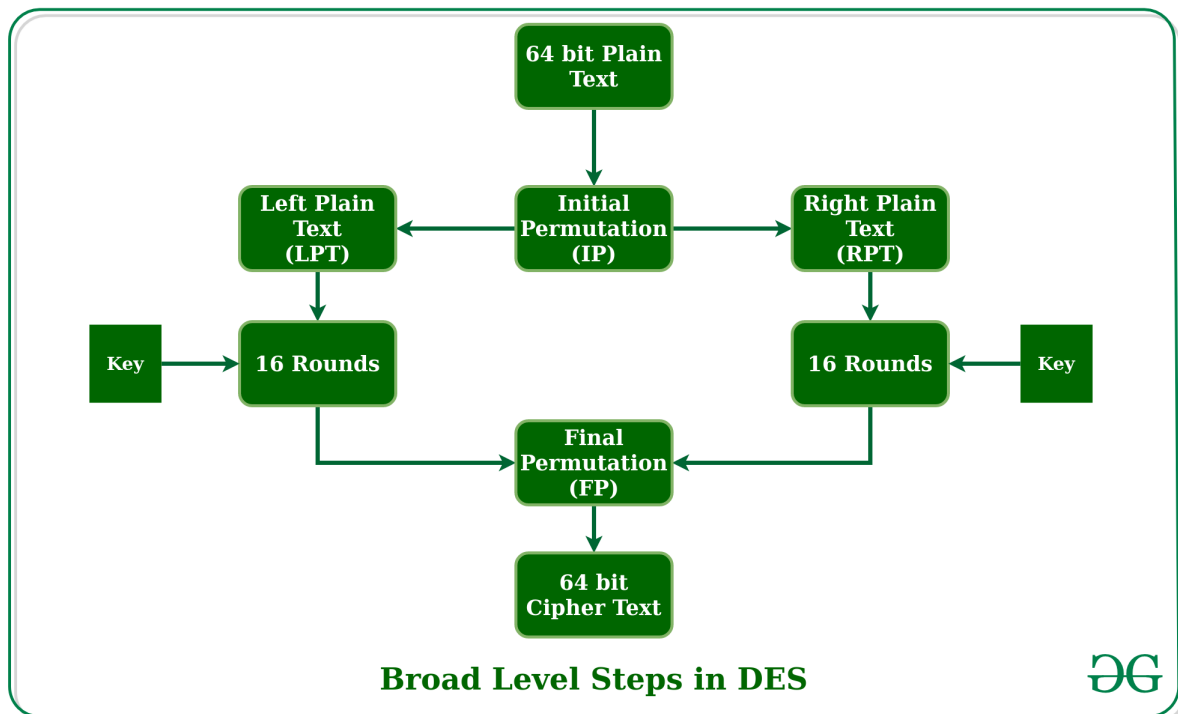 64 bit Plain
Text
Left Plain
Text
(LPT)
Initial
Permutation
(IP)
Right Plain
Text
(RPT)
Key
16 Rounds
16 Rounds
Key
Final
Permutation
(FP)
64 bit
Cipher Text
Broad Level Steps in DES